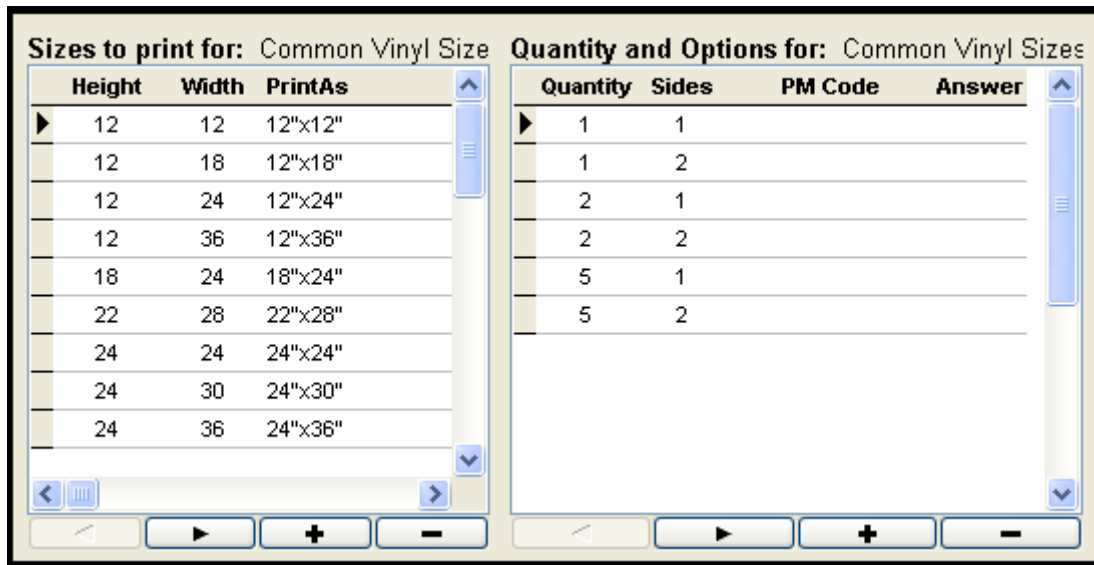 Sizes to print for: Common Vinyl Size
Height Width PrintAs
12 12 12"x12"
12 18 12"x18"
12 24 12"x24"
12 36 12"x36"
18 24 18"x24"
22 28 22"x28"
24 24 24"x24"
24 30 24"x30"
24 36 24"x36"
Quantity and Options for: Common Vinyl Sizes
Quantity Sides PM Code Answer
1 1
1 2
2 1
2 2
5 1
5 2